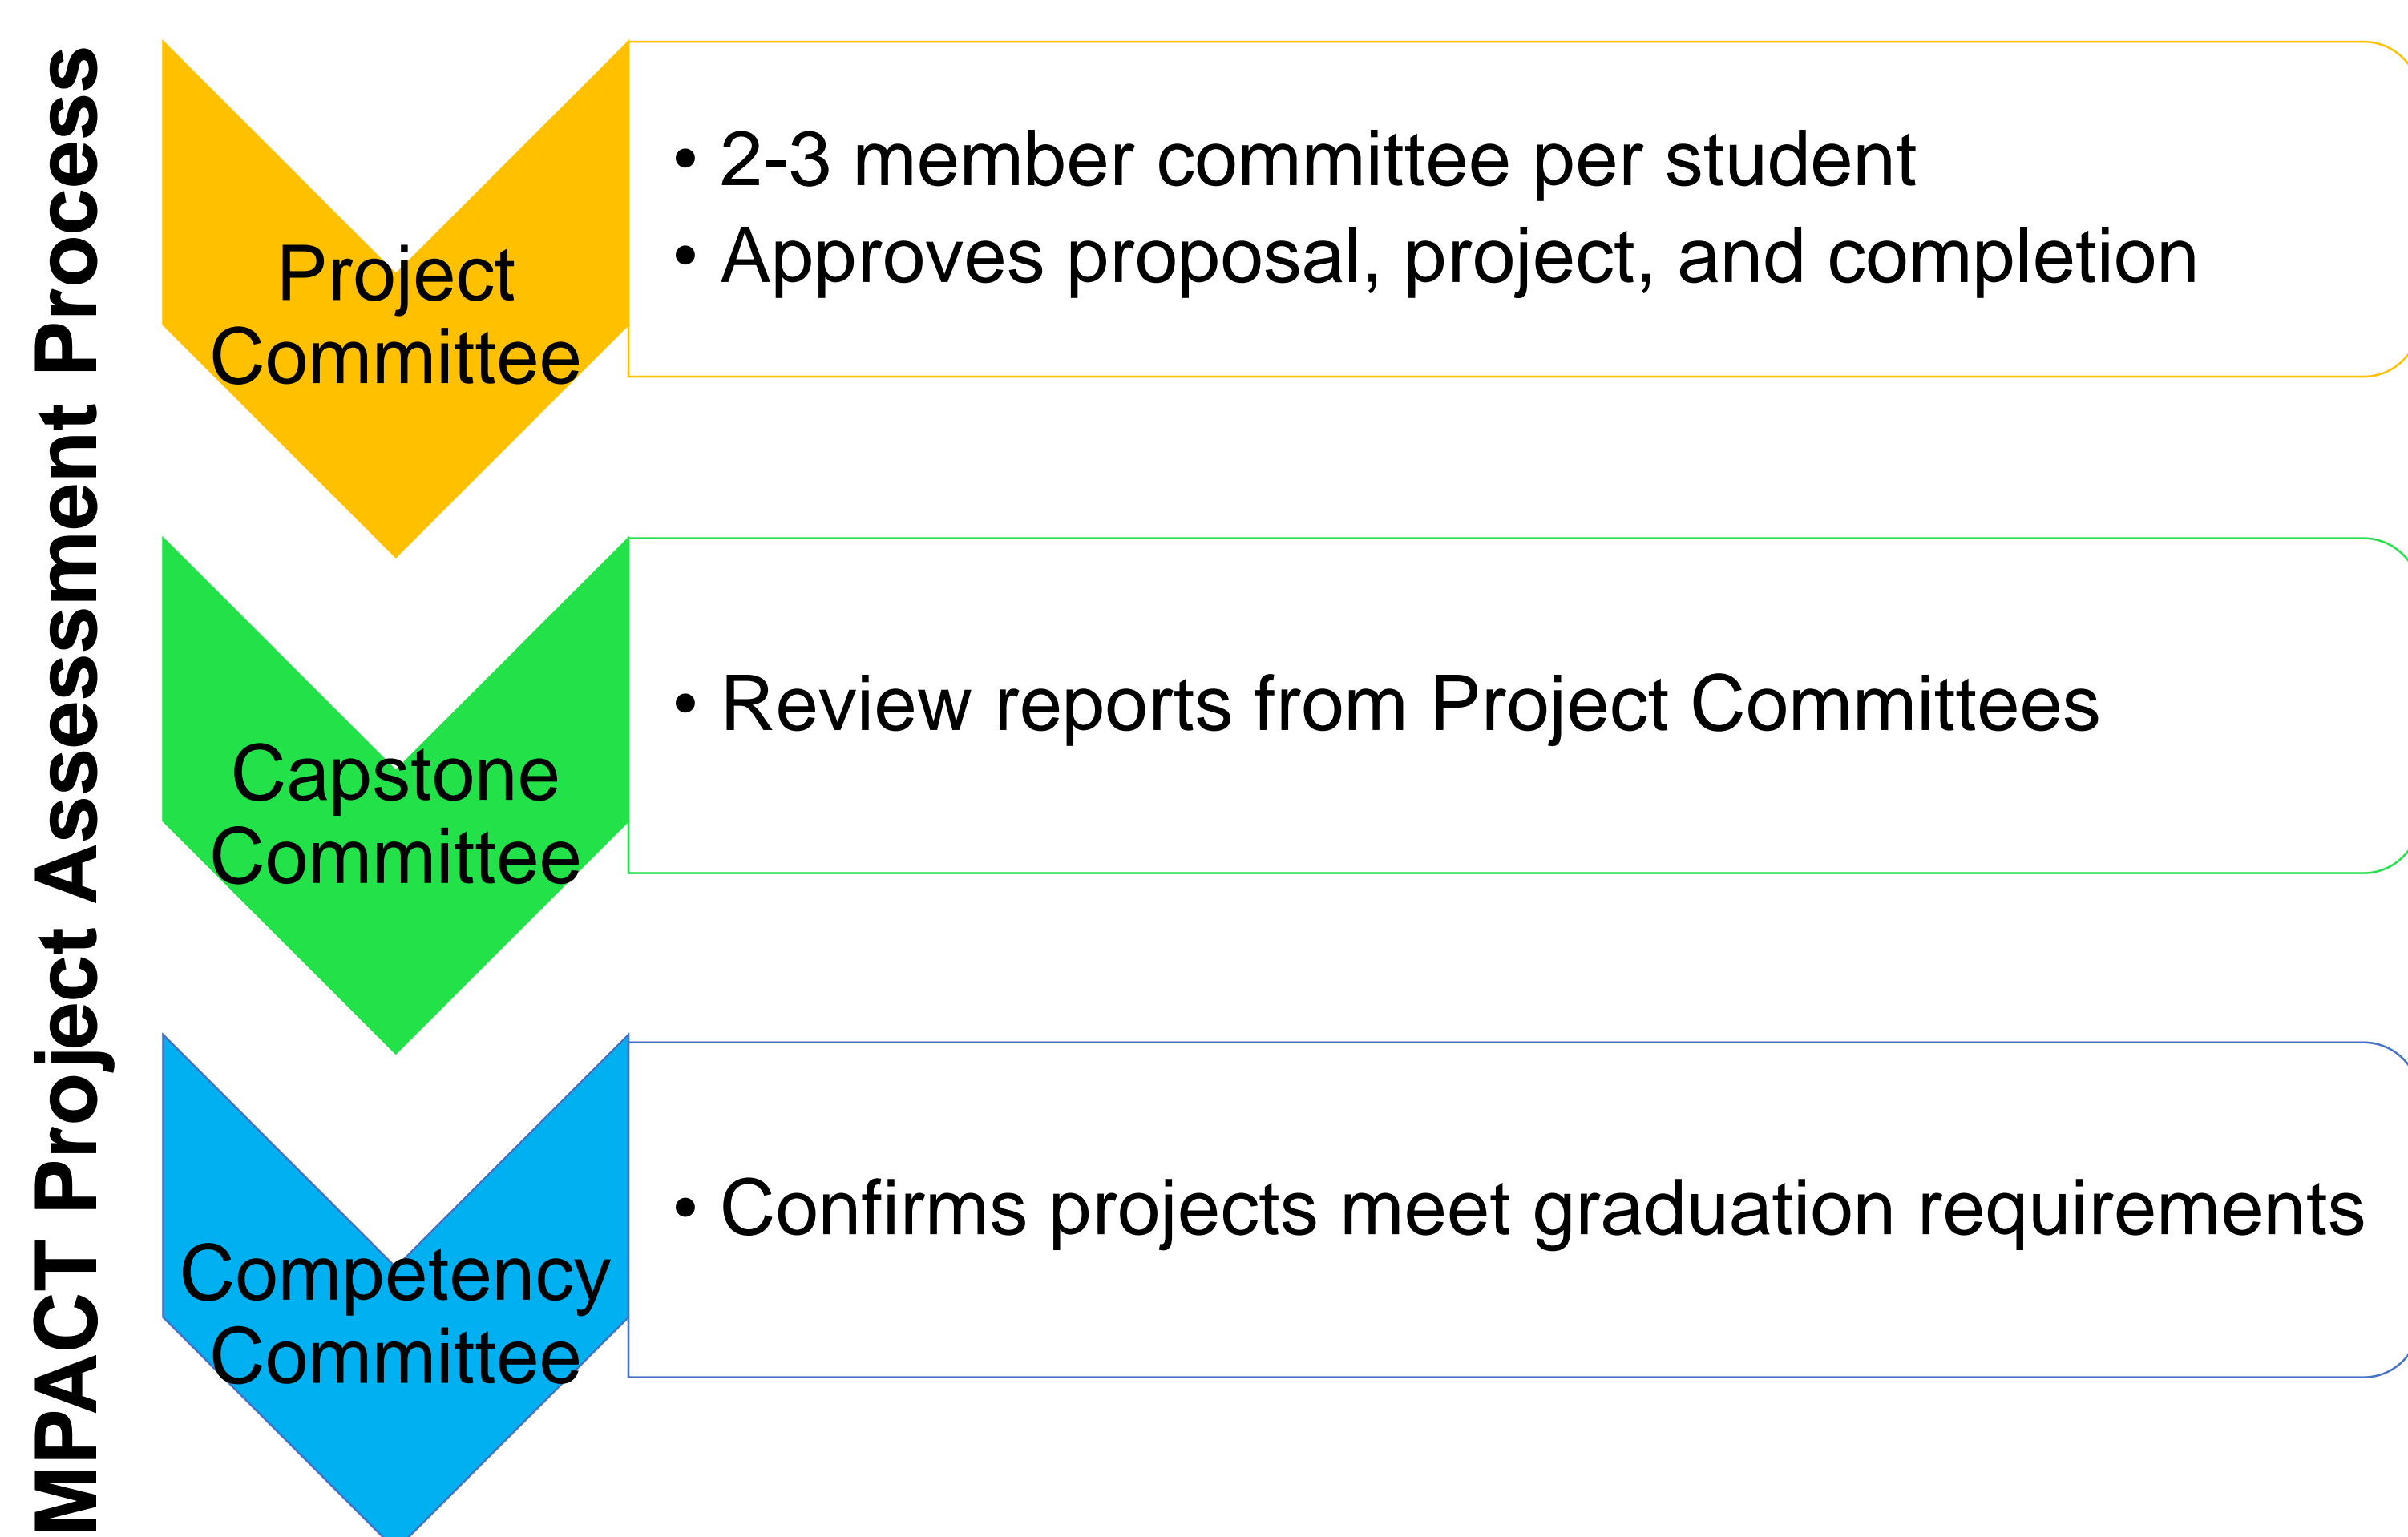 MPACT Project Assessment Process
Project
Committee
• 2-3 member committee per student
• Approves proposal, project, and completion
Capstone
Committee
• Review reports from Project Committees
Competency
Committee
• Confirms projects meet graduation requirements